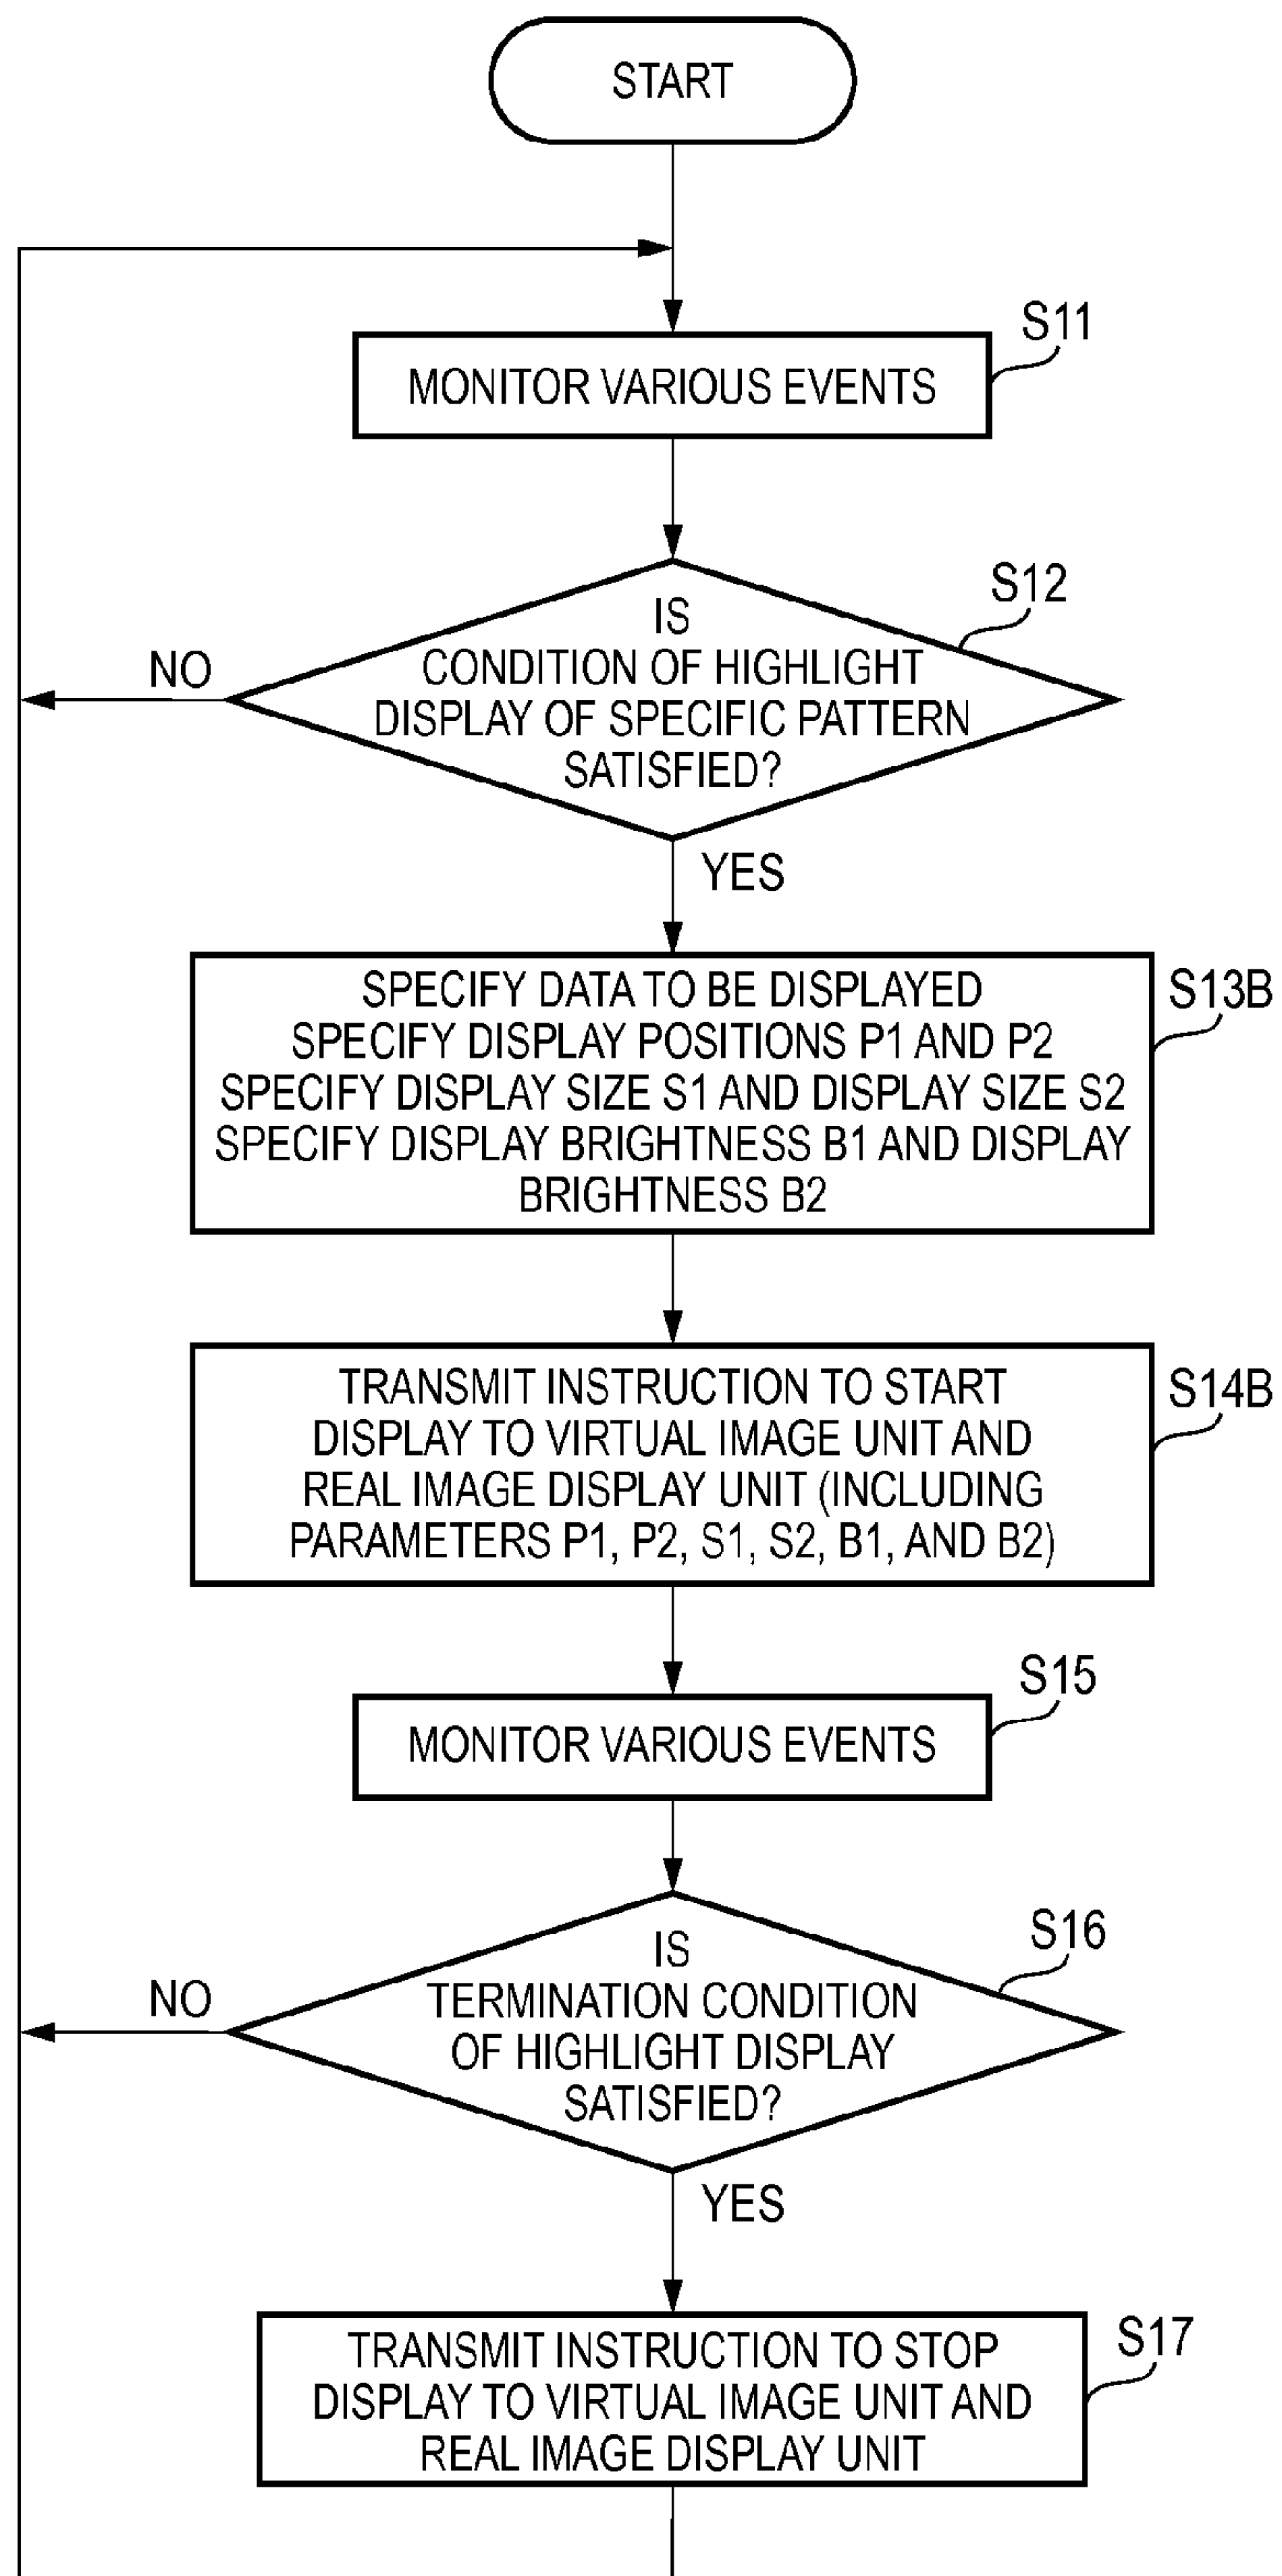 START
S11
MONITOR VARIOUS EVENTS
S12
IS
CONDITION OF HIGHLIGHT
DISPLAY OF SPECIFIC PATTERN
SATISFIED?
NO
YES
S13B
SPECIFY DATA TO BE DISPLAYED
SPECIFY DISPLAY POSITIONS P1 AND P2
SPECIFY DISPLAY SIZE S1 AND DISPLAY SIZE S2
SPECIFY DISPLAY BRIGHTNESS B1 AND DISPLAY
BRIGHTNESS B2
S14B
TRANSMIT INSTRUCTION TO START
DISPLAY TO VIRTUAL IMAGE UNIT AND
REAL IMAGE DISPLAY UNIT (INCLUDING
PARAMETERS P1, P2, S1, S2, B1, AND B2)
S15
MONITOR VARIOUS EVENTS
S16
IS
TERMINATION CONDITION
OF HIGHLIGHT DISPLAY
SATISFIED?
NO
YES
S17
TRANSMIT INSTRUCTION TO STOP
DISPLAY TO VIRTUAL IMAGE UNIT AND
REAL IMAGE DISPLAY UNIT